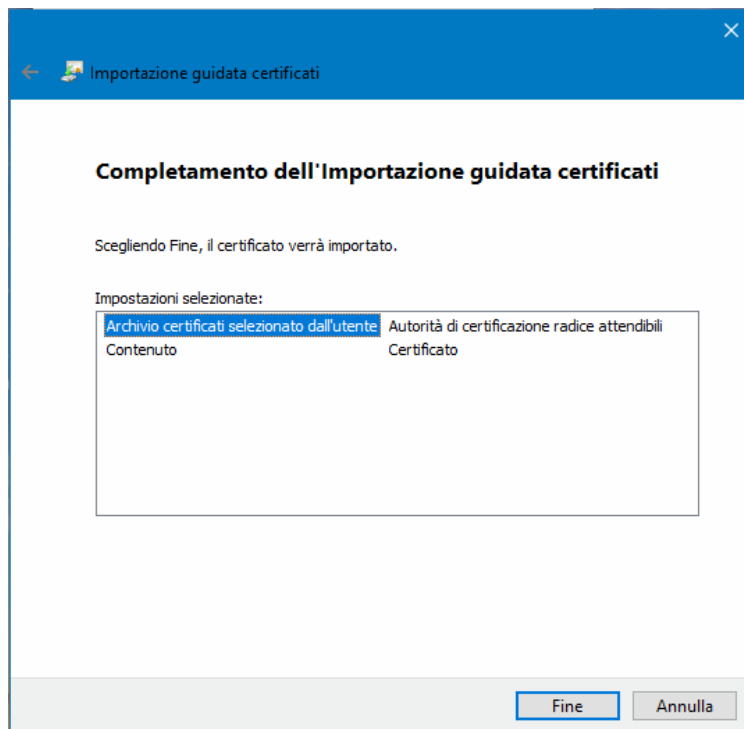 Importazione guidata certificati
Completamento dell'Importazione guidata certificati
Scegliendo Fine, il certificato verrà importato.
Impostazioni selezionate:
Archivio certificati selezionato dall'utente Autorità di certificazione radice attendibili
Contenuto Certificato
Fine Annulla